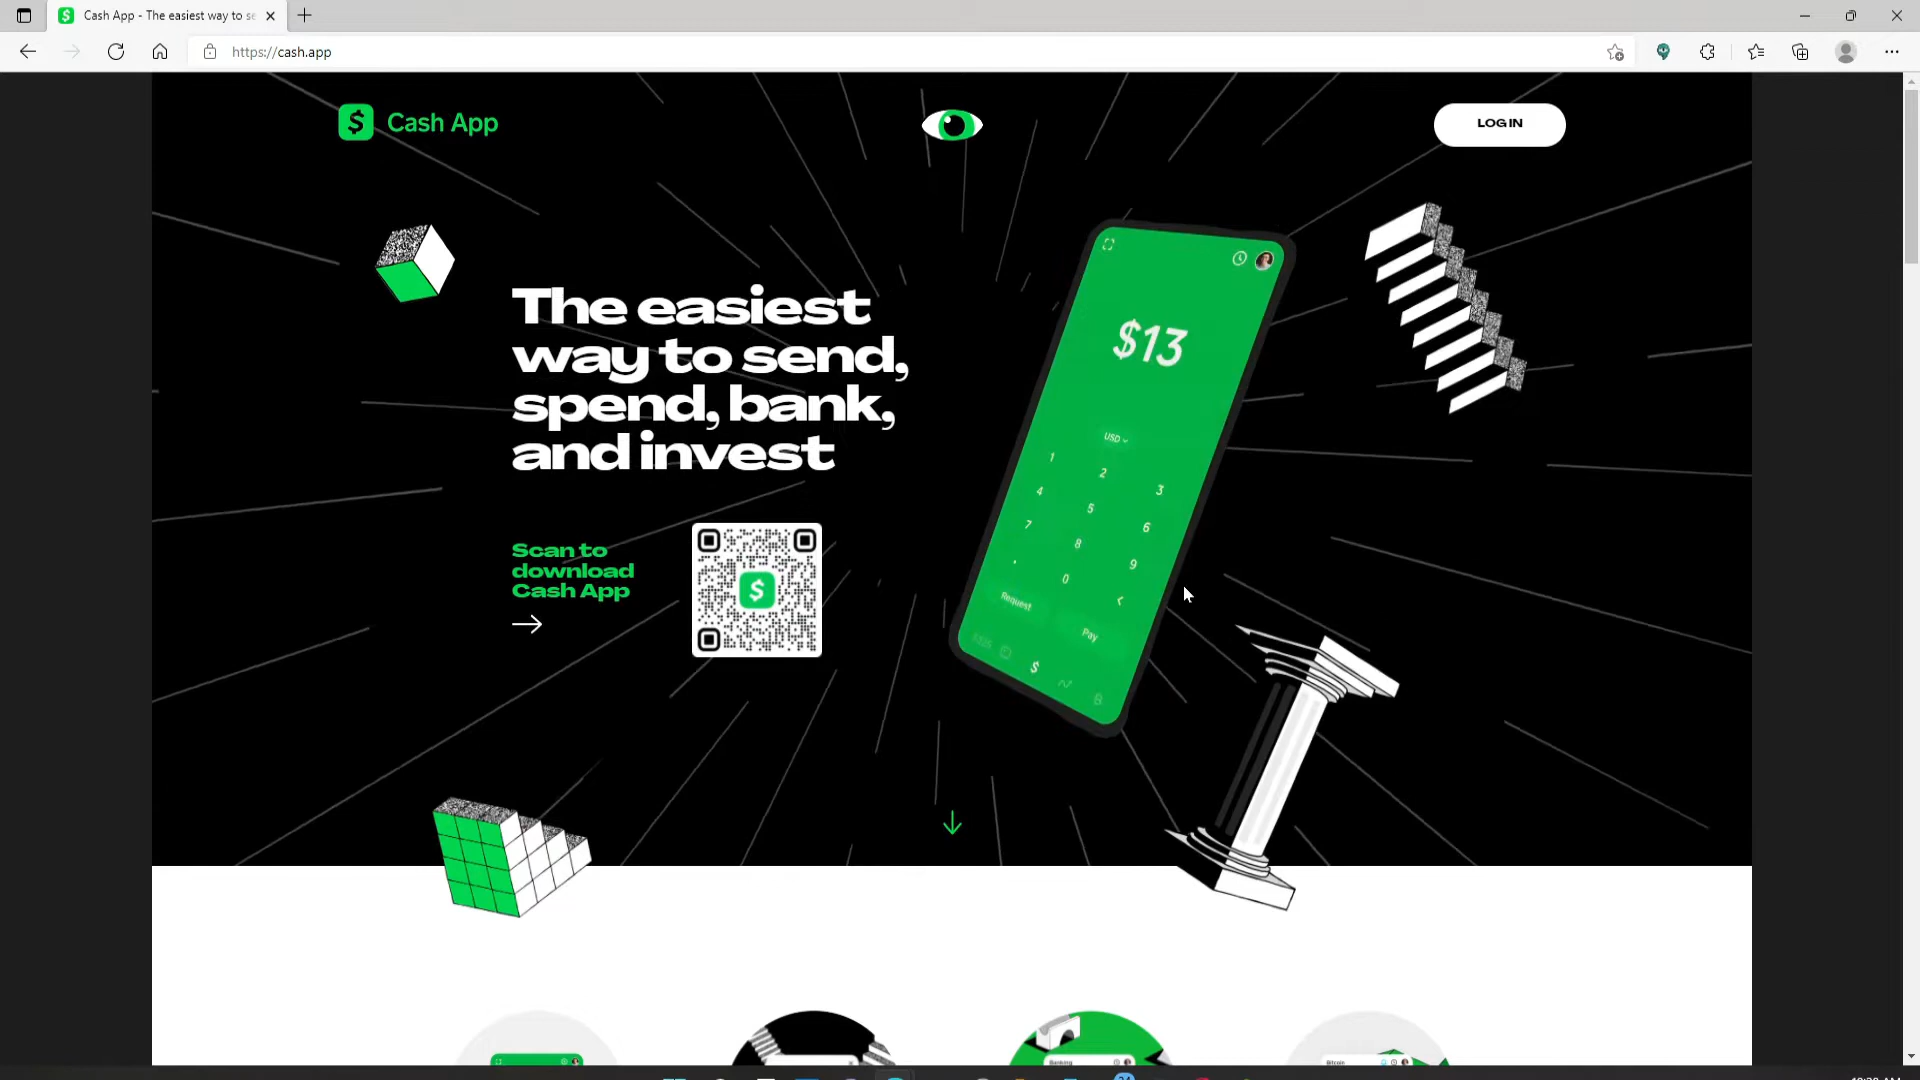 Cash App - The easiest way to se
https://cash.app
Cash App
LOG IN
The easiest
way to send,
spend, bank,
and invest
Scan to
download
Cash App
$13
USD
1 2 3
4 5 6
7 8 9
. 0 <
Request Pay
$
Banking
Bitcoin